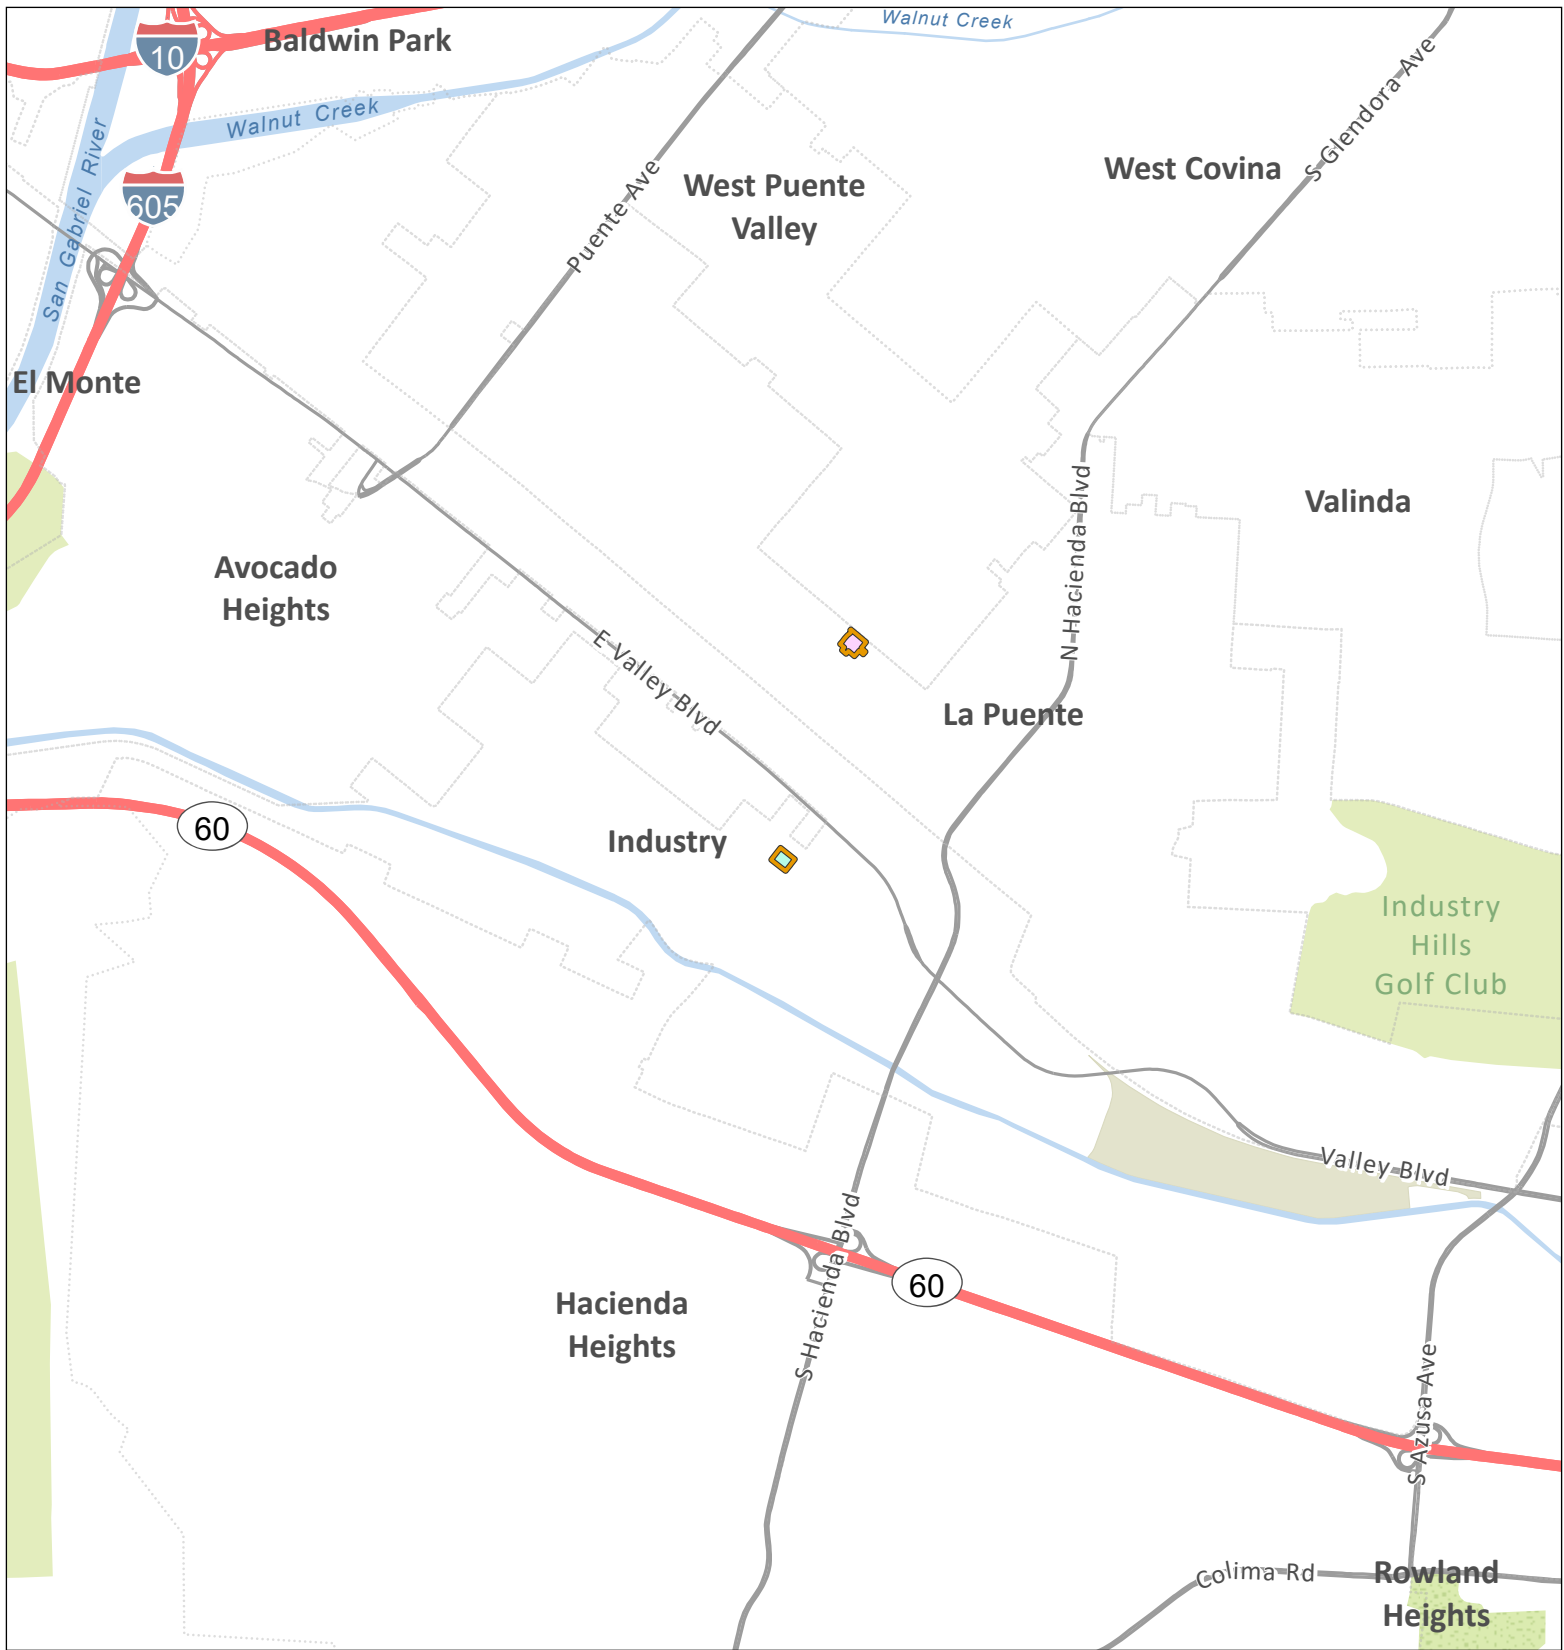 Walnut Creek
Baldwin Park
10
Walnut Creek
S Glendora Ave
San Gabriel River
605
Puente Ave
West Puente
Valley
West Covina
El Monte
N Hacienda Blvd
Valinda
Avocado
Heights
E Valley Blvd
La Puente
60
Industry
Industry
Hills
Golf Club
Valley Blvd
S Hacienda Blvd
60
Hacienda
Heights
S Azusa Ave
Colima Rd
Rowland
Heights